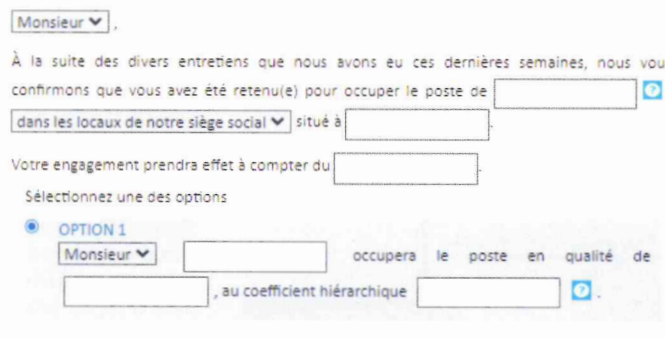 Monsieur ,
À la suite des divers entretiens que nous avons eu ces dernières semaines, nous vou
confirmons que vous avez été retenu(e) pour occuper le poste de ?
dans les locaux de notre siège social situé à .
Votre engagement prendra effet à compter du .
Sélectionnez une des options
OPTION 1
Monsieur occupera le poste en qualité de
, au coefficient hiérarchique ? .